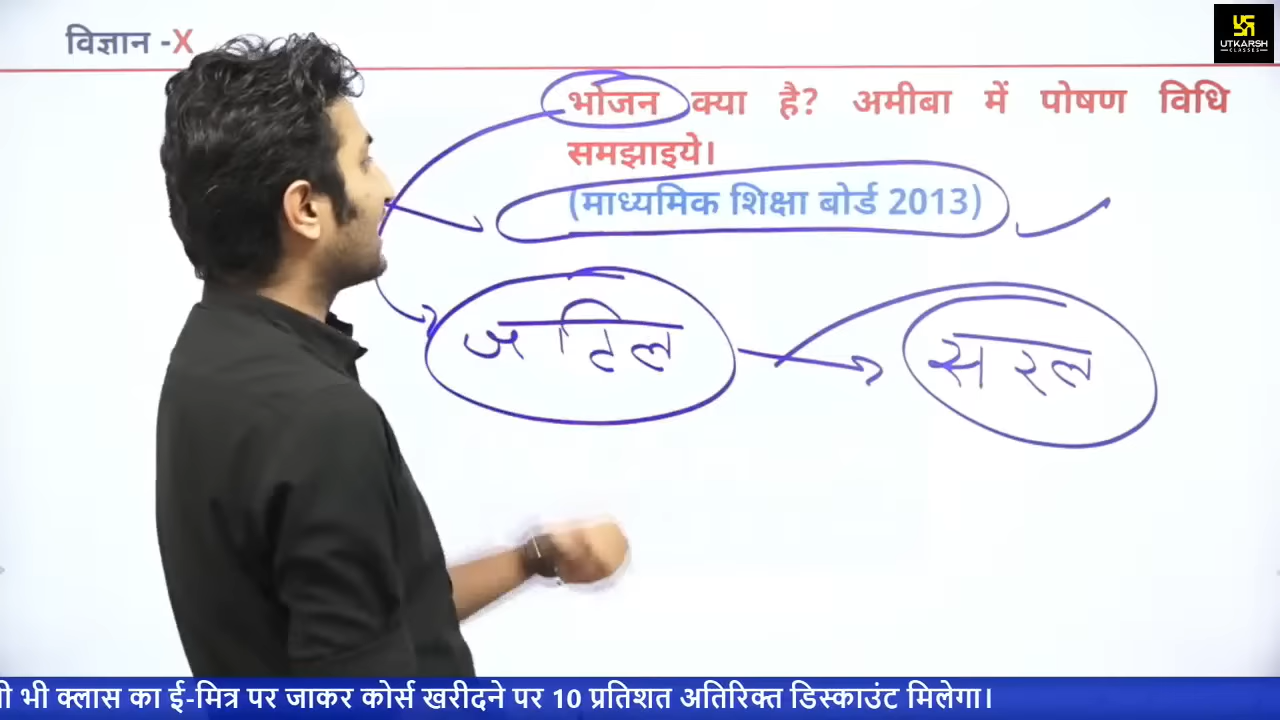 विज्ञान -X
UTKARSH
CLASSES
भोजन क्या है? अमीबा में पोषण विधि
समझाइये।
(माध्यमिक शिक्षा बोर्ड 2013)
जटिल
सरल
भी क्लास का ई-मित्र पर जाकर कोर्स खरीदने पर 10 प्रतिशत अतिरिक्त डिस्काउंट मिलेगा।